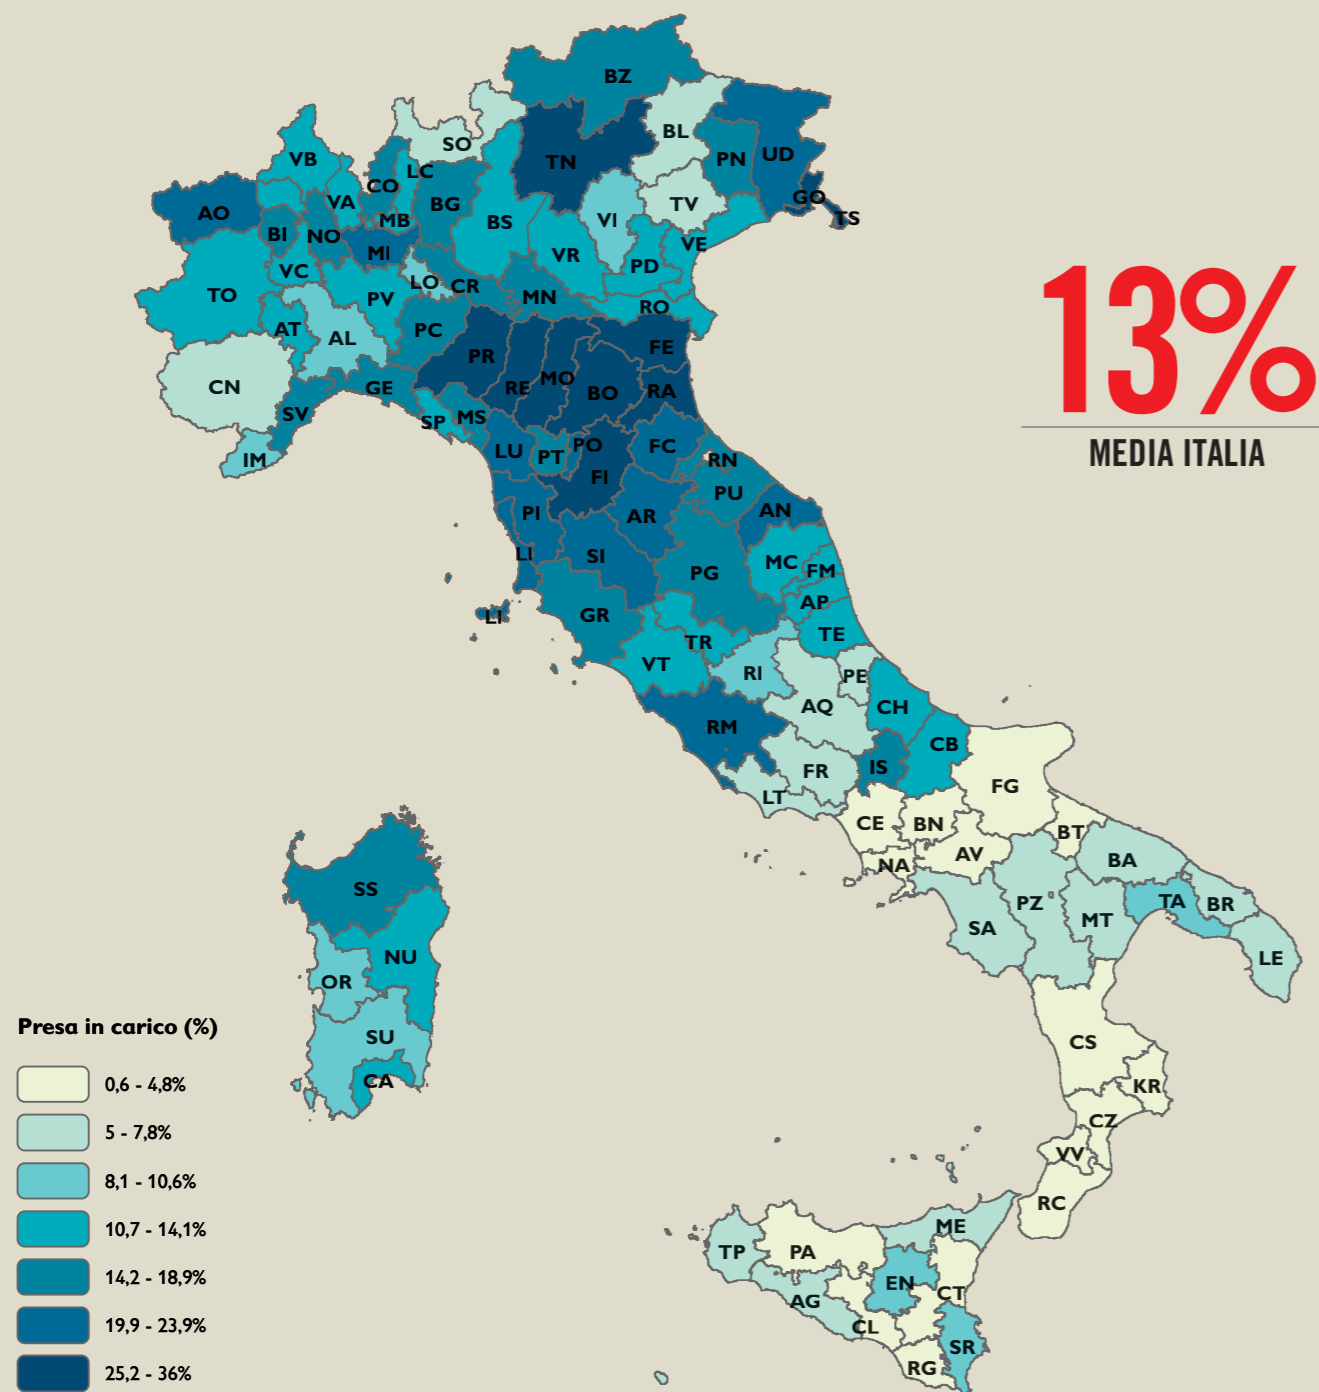 BZ
BL
SO
TN
VB
UD
PN
LC
CO
GO
VA
BG
TV
AO
TS
MB
VI
BS
BI
NO
VE
MI
VR
PD
VC
LO
CR
TO
PV
MN
RO
AT
PC
AL
FE
PR
MO
CN
RE
GE
BO
RA
SV
MS
SP
PO
FC
LU
PT
IM
RN
FI
PU
PI
AR
AN
LI
SI
MC
FM
PG
AP
GR
LI
TE
TR
VT
RI
PE
AQ
CH
RM
CB
IS
FR
LT
FG
CE
BN
BT
AV
BA
NA
PZ
TA
BR
MT
SA
LE
SS
NU
OR
SU
CA
CS
KR
CZ
VV
RC
ME
TP
PA
EN
CT
AG
CL
SR
RG
13%
MEDIA ITALIA
Presa in carico (%)
0,6 - 4,8%
5 - 7,8%
8,1 - 10,6%
10,7 - 14,1%
14,2 - 18,9%
19,9 - 23,9%
25,2 - 36%